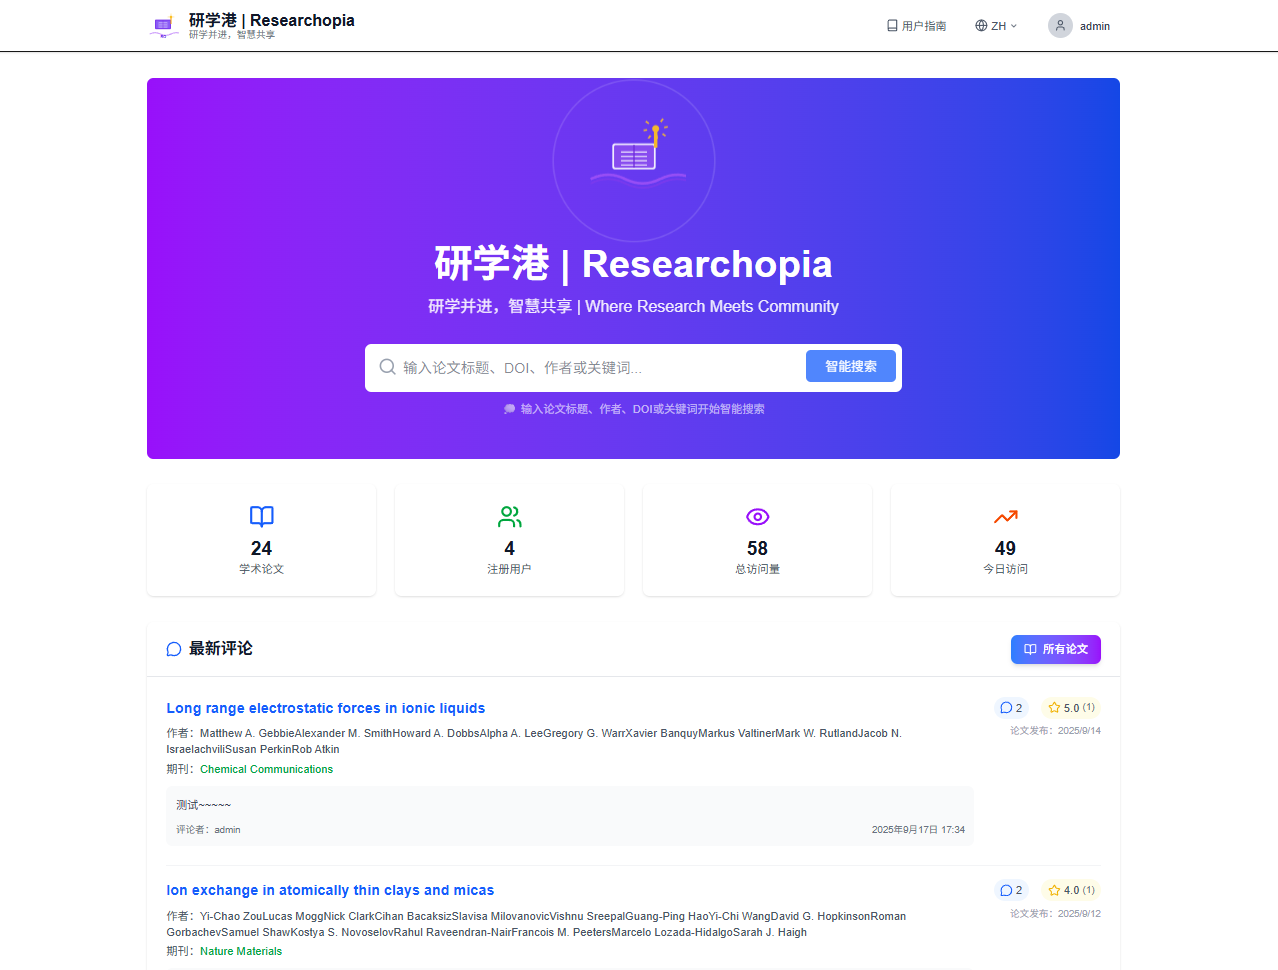 研学港 | Researchopia
研学并进，智慧共享
用户指南
ZH
admin
研学港 | Researchopia
研学并进，智慧共享 | Where Research Meets Community
输入论文标题、DOI、作者或关键词...
智能搜索
输入论文标题、作者、DOI或关键词开始智能搜索
24
学术论文
4
注册用户
58
总访问量
49
今日访问
最新评论
所有论文
Long range electrostatic forces in ionic liquids
2
5.0 (1)
论文发布：2025/9/14
作者：Matthew A. GebbieAlexander M. SmithHoward A. DobbsAlpha A. LeeGregory G. WarrXavier BanquyMarkus ValtinerMark W. RutlandJacob N.
IsraelachviliSusan PerkinRob Atkin
期刊：Chemical Communications
测试~~~~~
评论者：admin
2025年9月17日 17:34
Ion exchange in atomically thin clays and micas
2
4.0 (1)
论文发布：2025/9/12
作者：Yi-Chao ZouLucas MoggNick ClarkCihan BacaksizSlavisa MilovanovicVishnu SreepalGuang-Ping HaoYi-Chi WangDavid G. HopkinsonRoman
GorbachevSamuel ShawKostya S. NovoselovRahul Raveendran-NairFrancois M. PeetersMarcelo Lozada-HidalgoSarah J. Haigh
期刊：Nature Materials